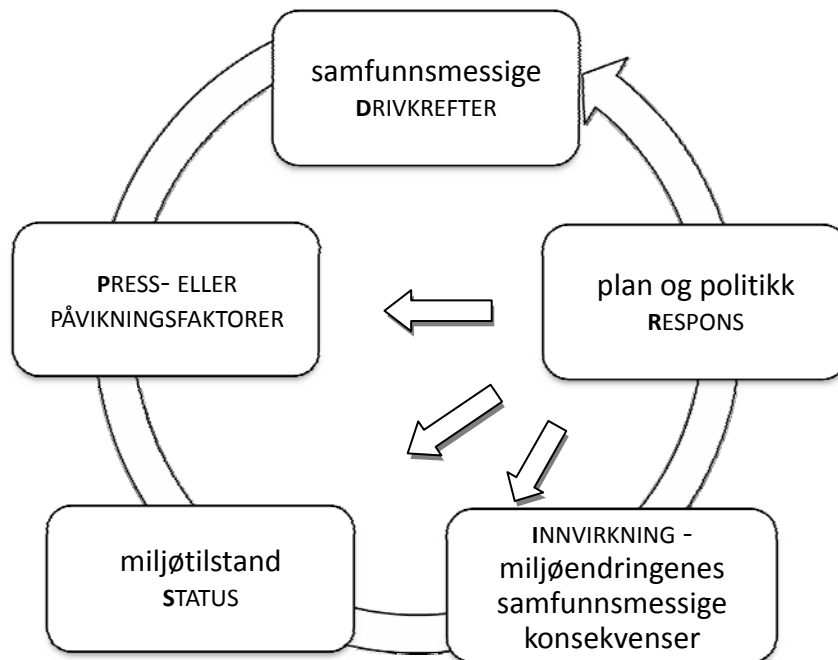 samfunnsmessige
DRIVKREFTER
PRESS- ELLER
PÅVIKNINGSFAKTORER
plan og politikk
RESPONS
miljøtilstand
STATUS
INNVIRKNING -
miljøendringenes
samfunnsmessige
konsekvenser